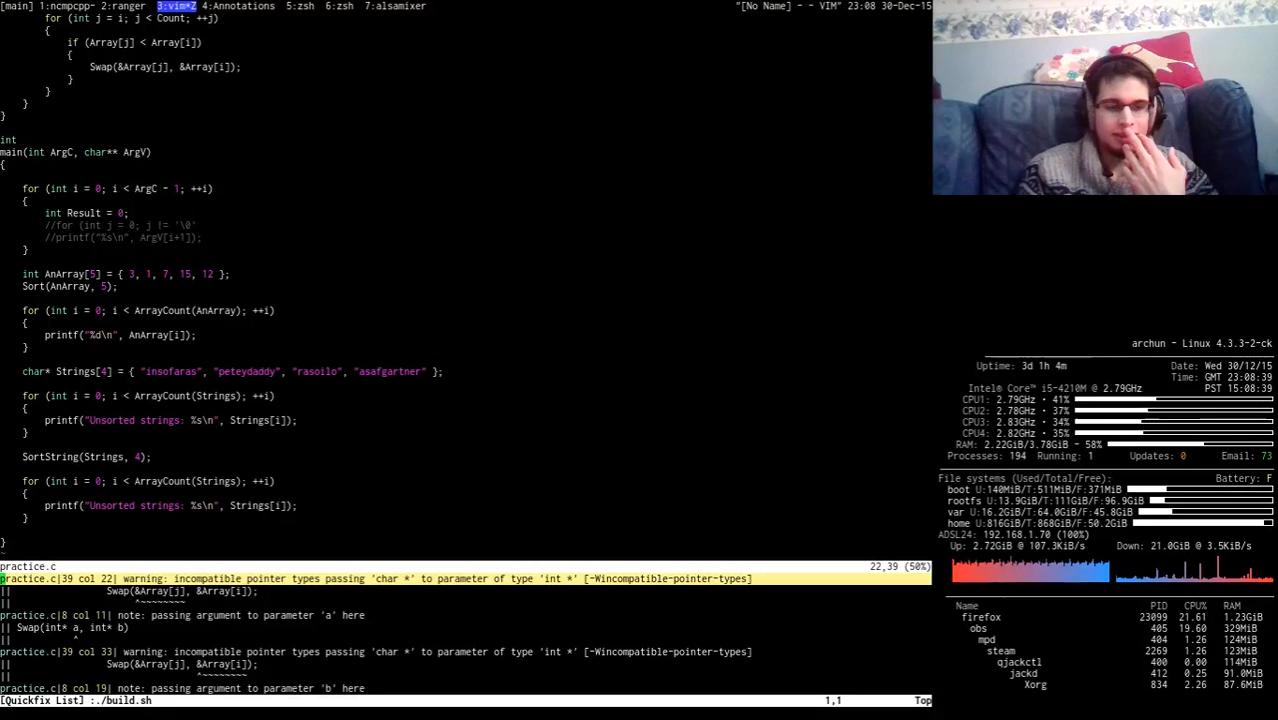 [main] 1:ncmpcpp- 2:ranger 3:vim*Z 4:Annotations 5:zsh 6:zsh 7:alsamixer "[No Name] - - VIM" 23:08 30-Dec-15
for (int j = i; j < Count; ++j)
{
if (Array[j] < Array[i])
{
Swap(&Array[j], &Array[i]);
}
}
}
}
int
main(int ArgC, char** ArgV)
{
for (int i = 0; i < ArgC - 1; ++i)
{
int Result = 0;
//for (int j = 0; j != '\0'
//printf("%s\n", ArgV[i+1]);
}
int AnArray[5] = { 3, 1, 7, 15, 12 };
Sort(AnArray, 5);
for (int i = 0; i < ArrayCount(AnArray); ++i)
{
printf("%d\n", AnArray[i]);
}
char* Strings[4] = { "insofaras", "peteydaddy", "rasoilo", "asafgartner" };
for (int i = 0; i < ArrayCount(Strings); ++i)
{
printf("Unsorted strings: %s\n", Strings[i]);
}
SortString(Strings, 4);
for (int i = 0; i < ArrayCount(Strings); ++i)
{
printf("Unsorted strings: %s\n", Strings[i]);
}
}
~
practice.c 22,39 (50%)
practice.c|39 col 22| warning: incompatible pointer types passing 'char *' to parameter of type 'int *' [-Wincompatible-pointer-types]
|| Swap(&Array[j], &Array[i]);
|| ^~~~~~~~~
practice.c|8 col 11| note: passing argument to parameter 'a' here
|| Swap(int* a, int* b)
|| ^
practice.c|39 col 33| warning: incompatible pointer types passing 'char *' to parameter of type 'int *' [-Wincompatible-pointer-types]
|| Swap(&Array[j], &Array[i]);
|| ^~~~~~~~~
practice.c|8 col 19| note: passing argument to parameter 'b' here
[Quickfix List] :./build.sh 1,1 Top
archun - Linux 4.3.3-2-ck
Uptime: 3d 1h 4m Date: Wed 30/12/15
Time: GMT 23:08:39
Intel® Core™ i5-4210M @ 2.79GHz PST 15:08:39
CPU1: 2.79GHz · 41%
CPU2: 2.78GHz · 37%
CPU3: 2.83GHz · 34%
CPU4: 2.82GHz · 35%
RAM: 2.22GiB/3.78GiB - 58%
Processes: 194 Running: 1 Updates: 0 Email: 73
File systems (Used/Total/Free): Battery: F
boot U:140MiB/T:511MiB/F:371MiB
rootfs U:13.9GiB/T:111GiB/F:96.9GiB
var U:16.2GiB/T:64.0GiB/F:45.8GiB
home U:816GiB/T:868GiB/F:50.2GiB
ADSL24: 192.168.1.70 (100%)
Up: 2.72GiB @ 107.3KiB/s Down: 21.0GiB @ 3.5KiB/s
Name PID CPU% RAM
firefox 23099 21.61 1.23GiB
obs 405 19.60 329MiB
mpd 404 1.26 124MiB
steam 2269 1.26 123MiB
qjackctl 400 0.00 114MiB
jackd 412 0.25 91.0MiB
Xorg 834 2.26 87.6MiB